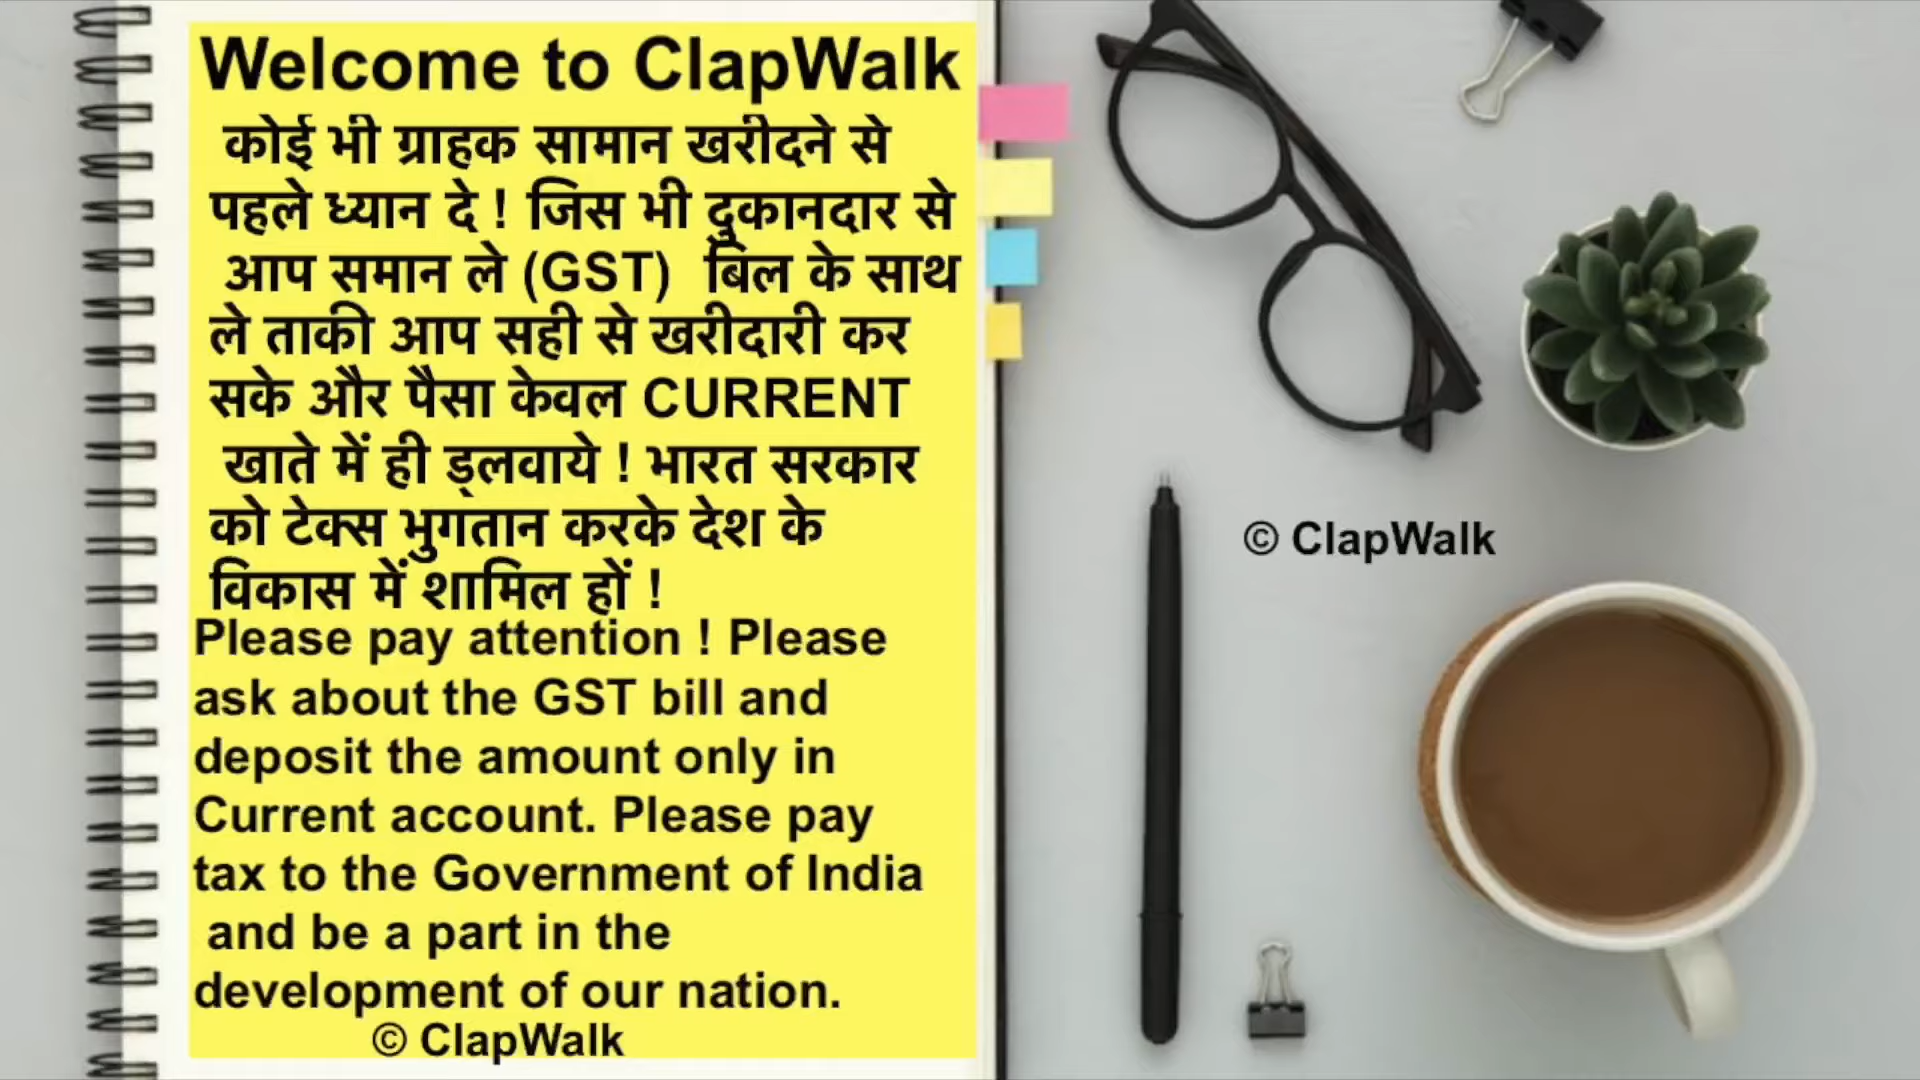 Welcome to ClapWalk
कोई भी ग्राहक सामान खरीदने से
पहले ध्यान दे ! जिस भी दुकानदार से
आप समान ले (GST) बिल के साथ
ले ताकी आप सही से खरीदारी कर
सके और पैसा केवल CURRENT
खाते में ही ड्लवाये ! भारत सरकार
को टेक्स भुगतान करके देश के
विकास में शामिल हों !
Please pay attention ! Please
ask about the GST bill and
deposit the amount only in
Current account. Please pay
tax to the Government of India
and be a part in the
development of our nation.
© ClapWalk
© ClapWalk